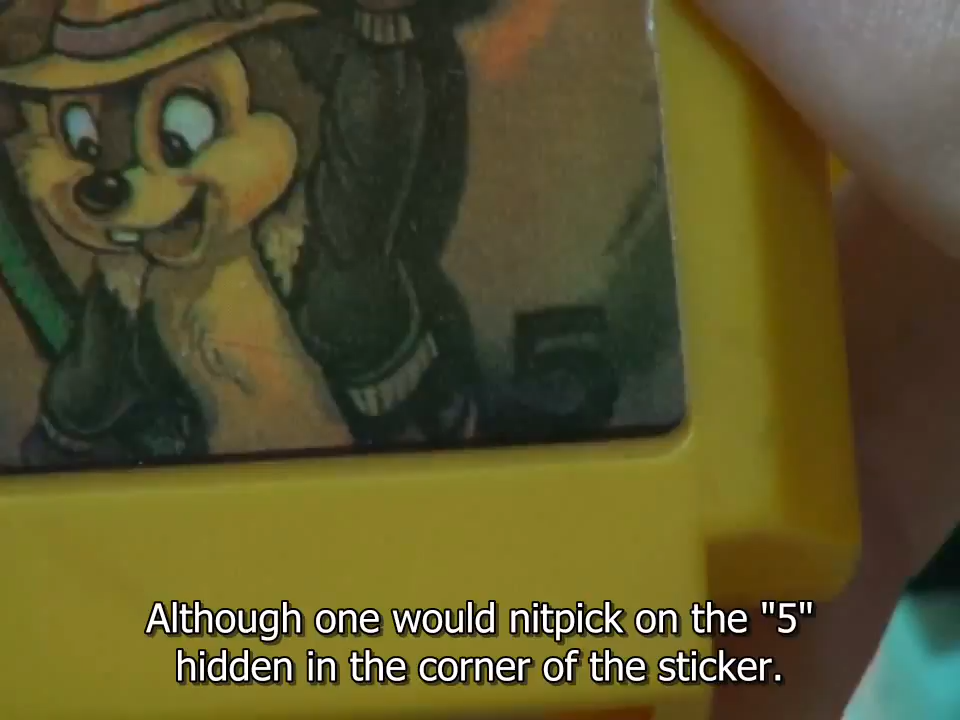 5
Although one would nitpick on the "5"
hidden in the corner of the sticker.